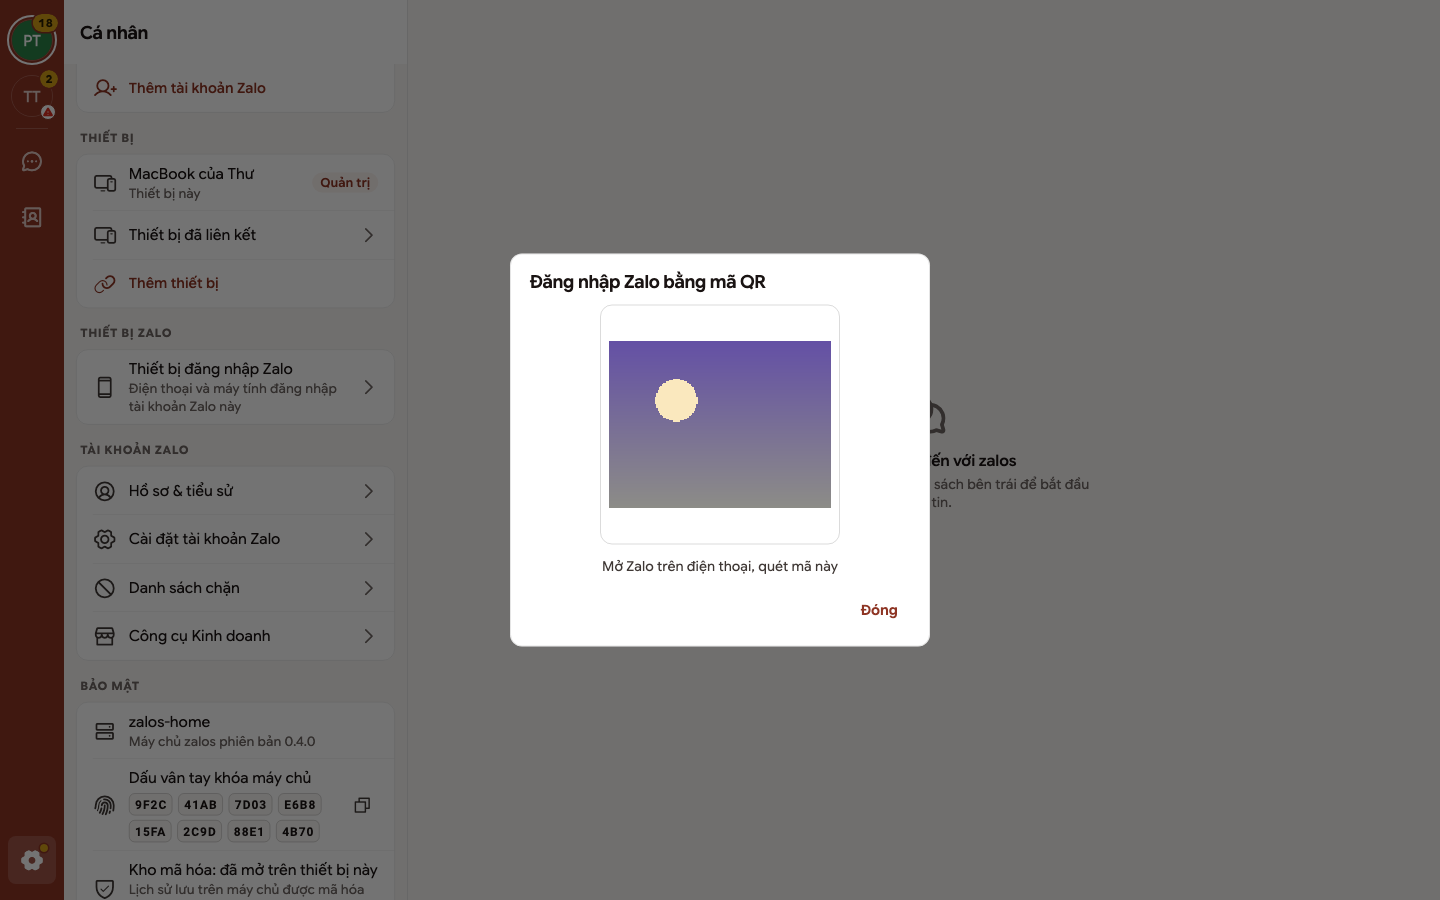 18
PT
2
TT
Cá nhân
Thêm tài khoản Zalo
THIẾT BỊ
MacBook của Thư
Thiết bị này
Quản trị
Thiết bị đã liên kết
Thêm thiết bị
THIẾT BỊ ZALO
Thiết bị đăng nhập Zalo
Điện thoại và máy tính đăng nhập
tài khoản Zalo này
TÀI KHOẢN ZALO
Hồ sơ & tiểu sử
Cài đặt tài khoản Zalo
Danh sách chặn
Công cụ Kinh doanh
BẢO MẬT
zalos-home
Máy chủ zalos phiên bản 0.4.0
Dấu vân tay khóa máy chủ
9F2C 41AB 7D03 E6B8
15FA 2C9D 88E1 4B70
Kho mã hóa: đã mở trên thiết bị này
Lịch sử lưu trên máy chủ được mã hóa
Đăng nhập Zalo bằng mã QR
Mở Zalo trên điện thoại, quét mã này
Đóng
với zalos
sách bên trái để bắt đầu
tin.